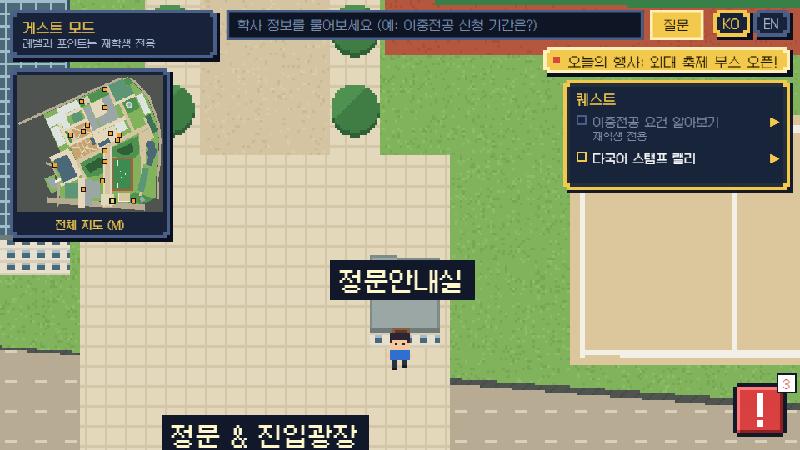 게스트 모드
레벨과 포인트는 재학생 전용
학사 정보를 물어보세요 (예: 이중전공 신청 기간은?)
질문
KO
EN
오늘의 행사: 외대 축제 부스 오픈!
퀘스트
이중전공 요건 알아보기
재학생 전용
다국어 스탬프 랠리
전체 지도 (M)
정문안내실
정문 & 진입광장
3